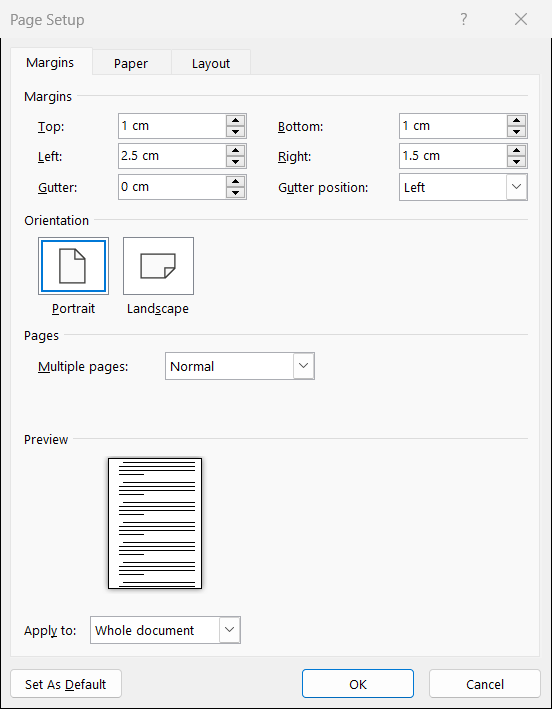 Page Setup ?
Margins Paper Layout
Margins
Top: 1 cm Bottom: 1 cm
Left: 2.5 cm Right: 1.5 cm
Gutter: 0 cm Gutter position: Left
Orientation
Portrait Landscape
Pages
Multiple pages: Normal
Preview
Apply to: Whole document
Set As Default OK Cancel